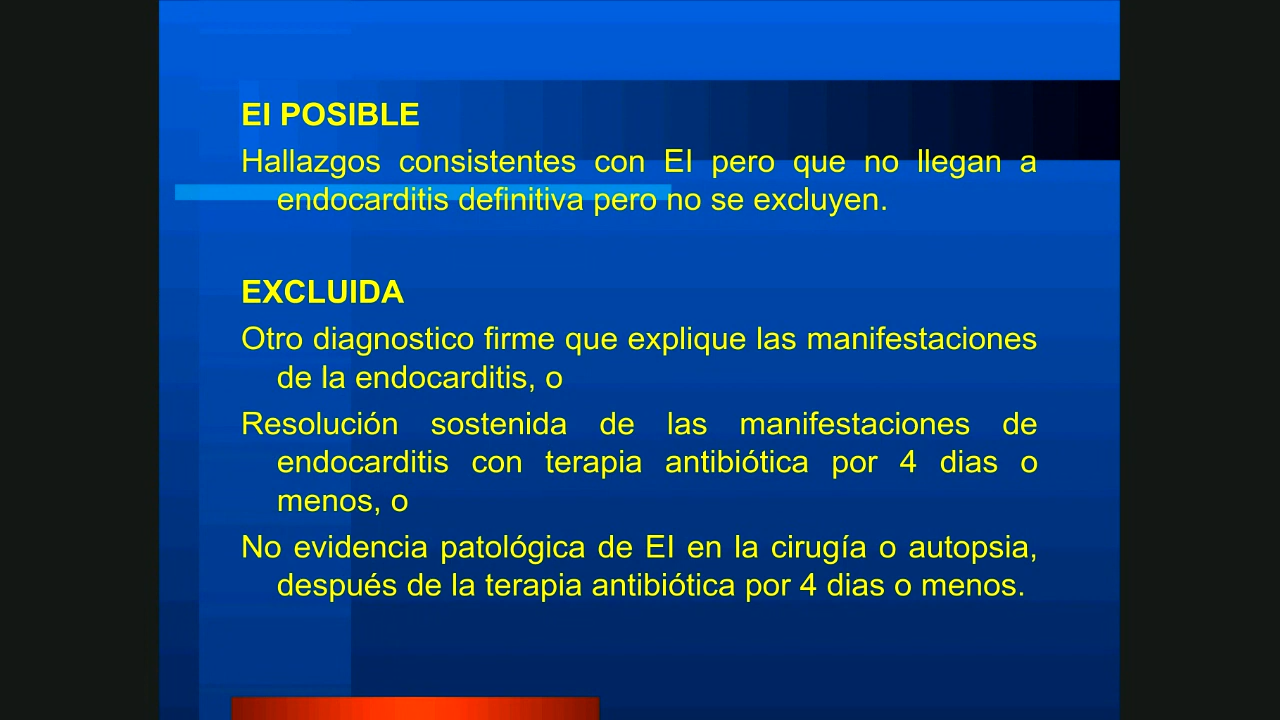 EI POSIBLE
Hallazgos consistentes con EI pero que no llegan a
endocarditis definitiva pero no se excluyen.
EXCLUIDA
Otro diagnostico firme que explique las manifestaciones
de la endocarditis, o
Resolución sostenida de las manifestaciones de
endocarditis con terapia antibiótica por 4 dias o
menos, o
No evidencia patológica de EI en la cirugía o autopsia,
después de la terapia antibiótica por 4 dias o menos.